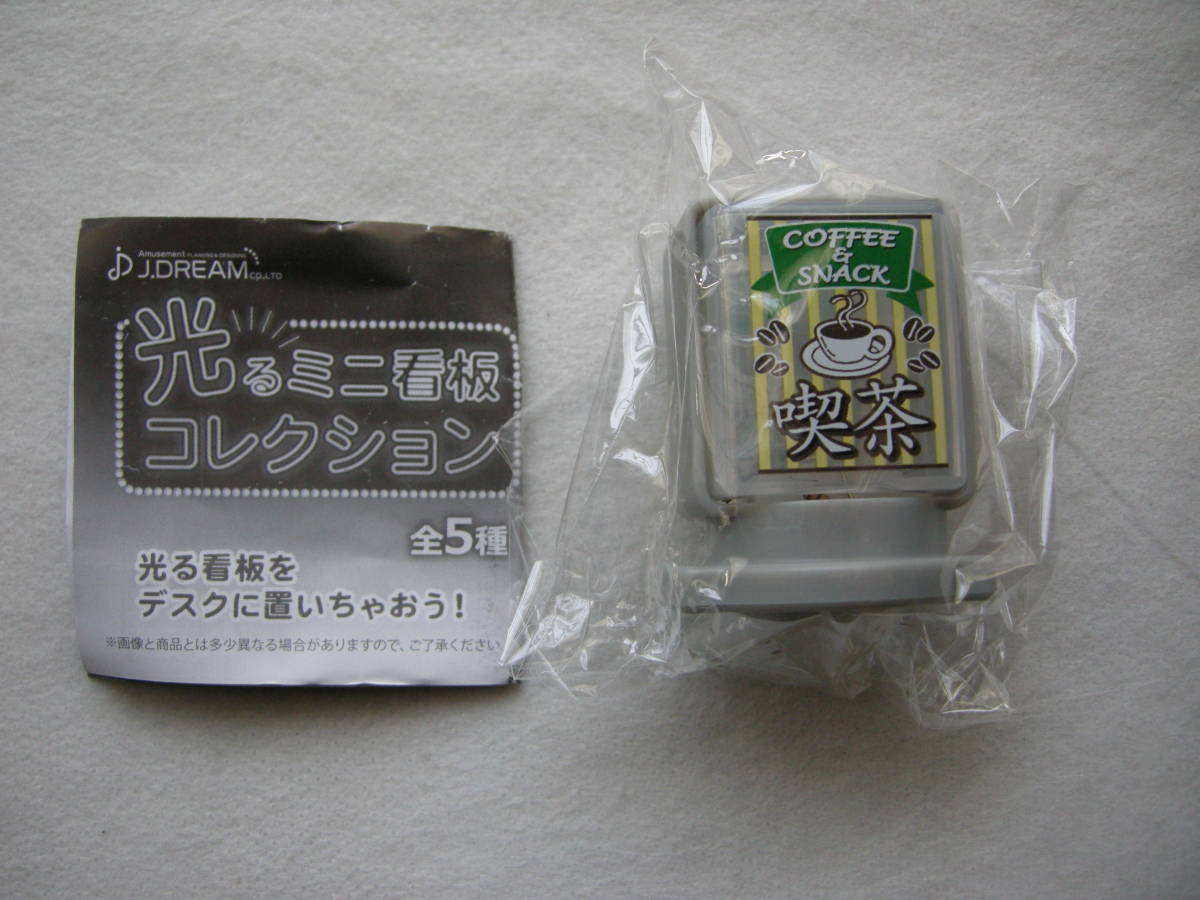 Amusement PLANNING & DESIGNING
J.DREAM CO.,LTD
光るミニ看板
コレクション
全5種
光る看板を
デスクに置いちゃおう!
※画像と商品とは多少異なる場合がありますので、ご了承ください
COFFEE
&
SNACK
喫茶